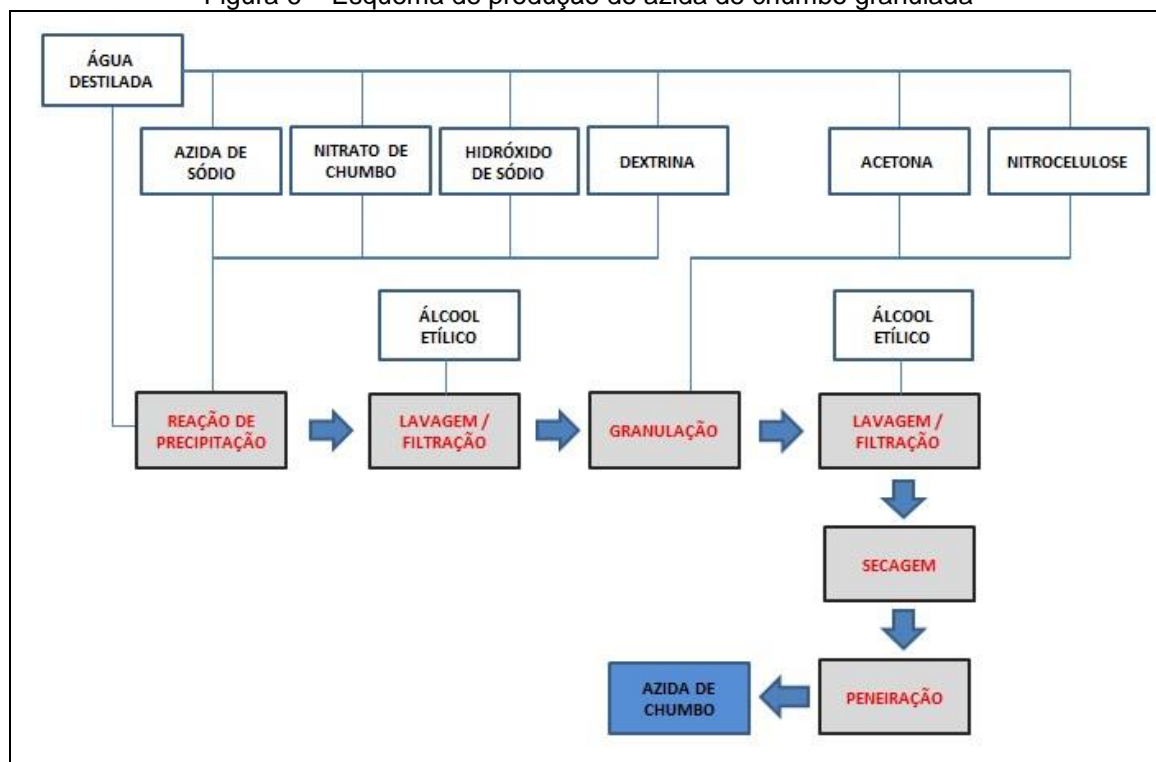 Figura – Esquema de produção de azida de chumbo granulada
ÁGUA
DESTILADA
AZIDA DE
SÓDIO
NITRATO DE
CHUMBO
HIDRÓXIDO
DE SÓDIO
DEXTRINA
ACETONA
NITROCELULOSE
ÁLCOOL
ETÍLICO
ÁLCOOL
ETÍLICO
REAÇÃO DE
PRECIPITAÇÃO
LAVAGEM /
FILTRAÇÃO
GRANULAÇÃO
LAVAGEM /
FILTRAÇÃO
SECAGEM
AZIDA DE
CHUMBO
PENEIRAÇÃO